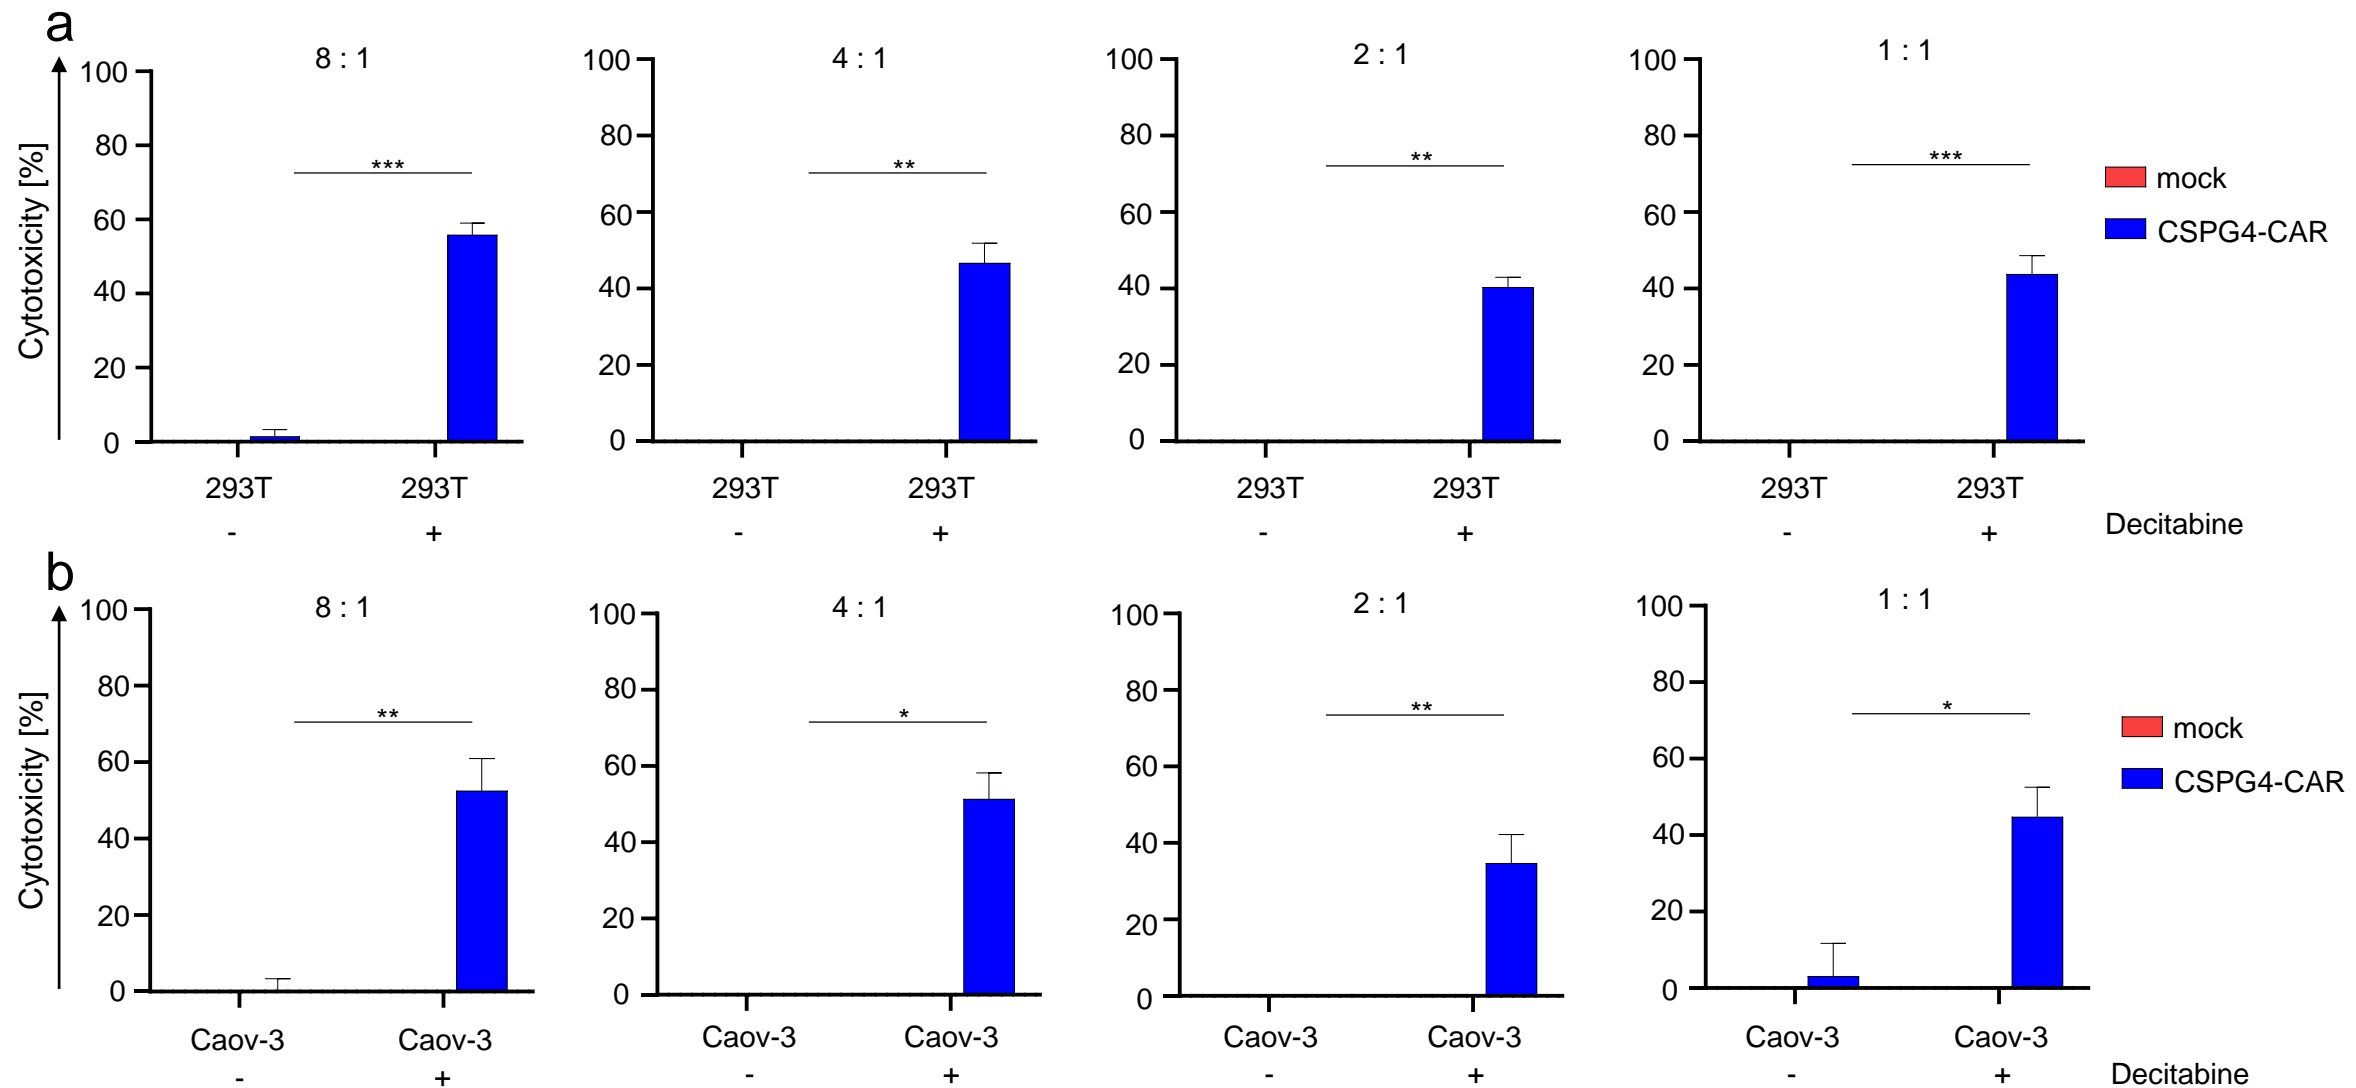 a
8 : 1
4 : 1
2 : 1
1 : 1
Cytotoxicity [%]
100
80
60
40
20
0
100
80
60
40
20
0
100
80
60
40
20
0
100
80
60
40
20
0
***
**
**
***
mock
CSPG4-CAR
293T 293T
293T 293T
293T 293T
293T 293T
- +
- +
- +
- +
Decitabine
b
8 : 1
4 : 1
2 : 1
1 : 1
Cytotoxicity [%]
100
80
60
40
20
0
100
80
60
40
20
0
100
80
60
40
20
0
100
80
60
40
20
0
**
*
**
*
mock
CSPG4-CAR
Caov-3 Caov-3
Caov-3 Caov-3
Caov-3 Caov-3
Caov-3 Caov-3
- +
- +
- +
- +
Decitabine